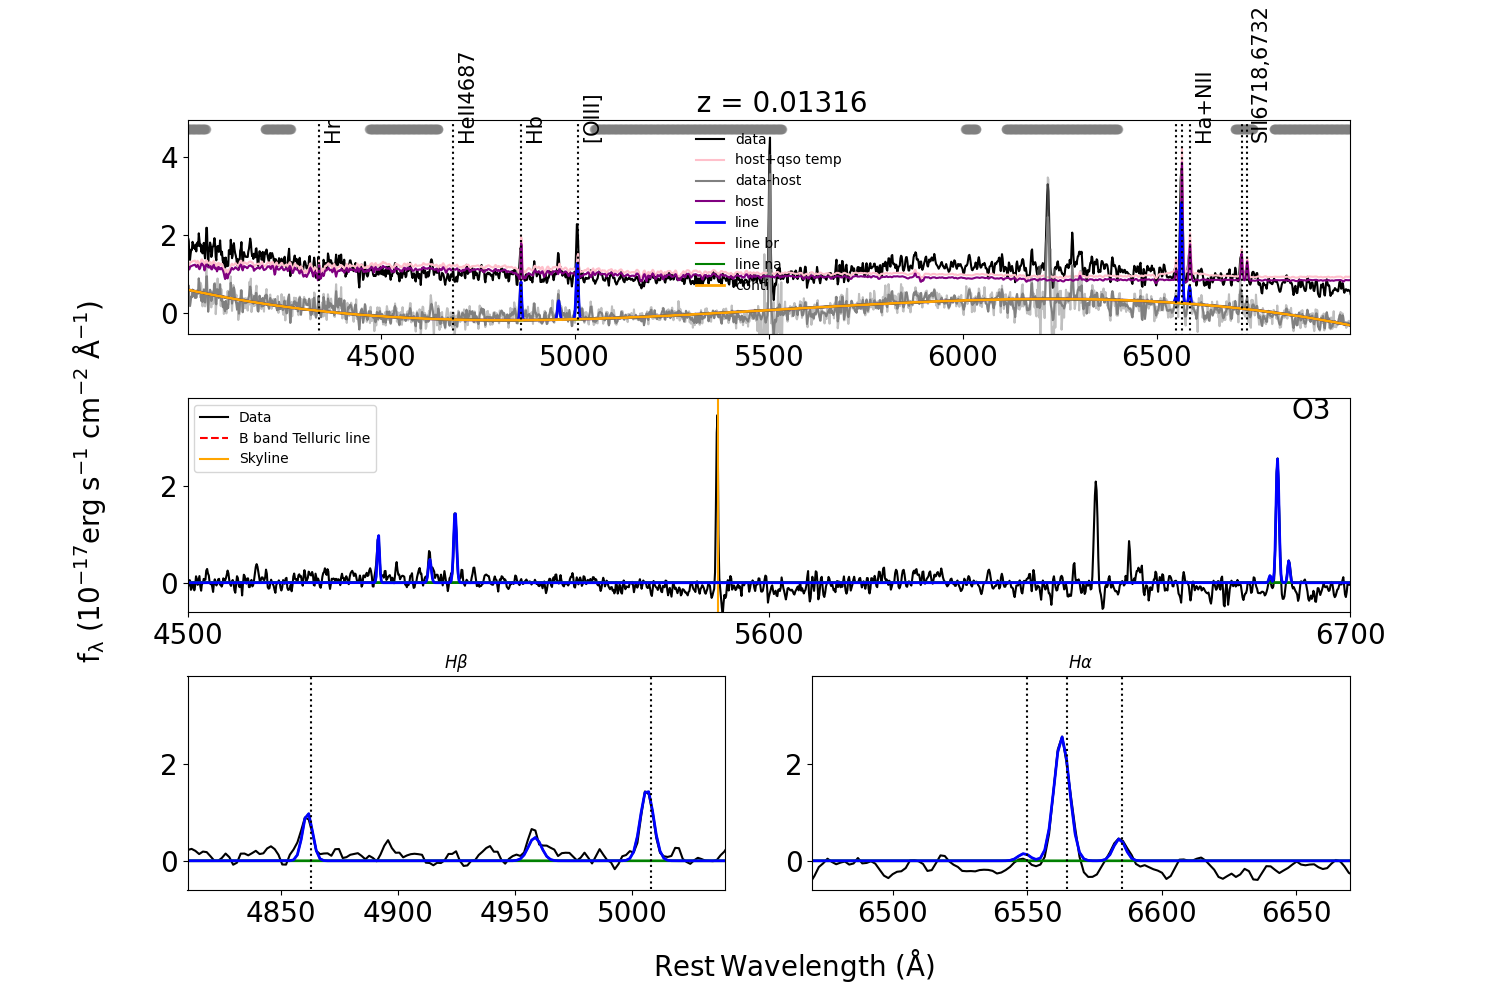 z = 0.01316
Hr
HeII4687
Hb
[OIII]
Ha+NII
SII6718,6732
data
host+qso temp
data-host
host
line
line br
line na
conti
4
2
0
4500 5000 5500 6000 6500
O3
Data
B band Telluric line
Skyline
2
0
4500 5600 6700
fλ (10⁻¹⁷erg s⁻¹ cm⁻² Å⁻¹)
Hβ
2
0
4850 4900 4950 5000
Hα
2
0
6500 6550 6600 6650
Rest Wavelength (Å)